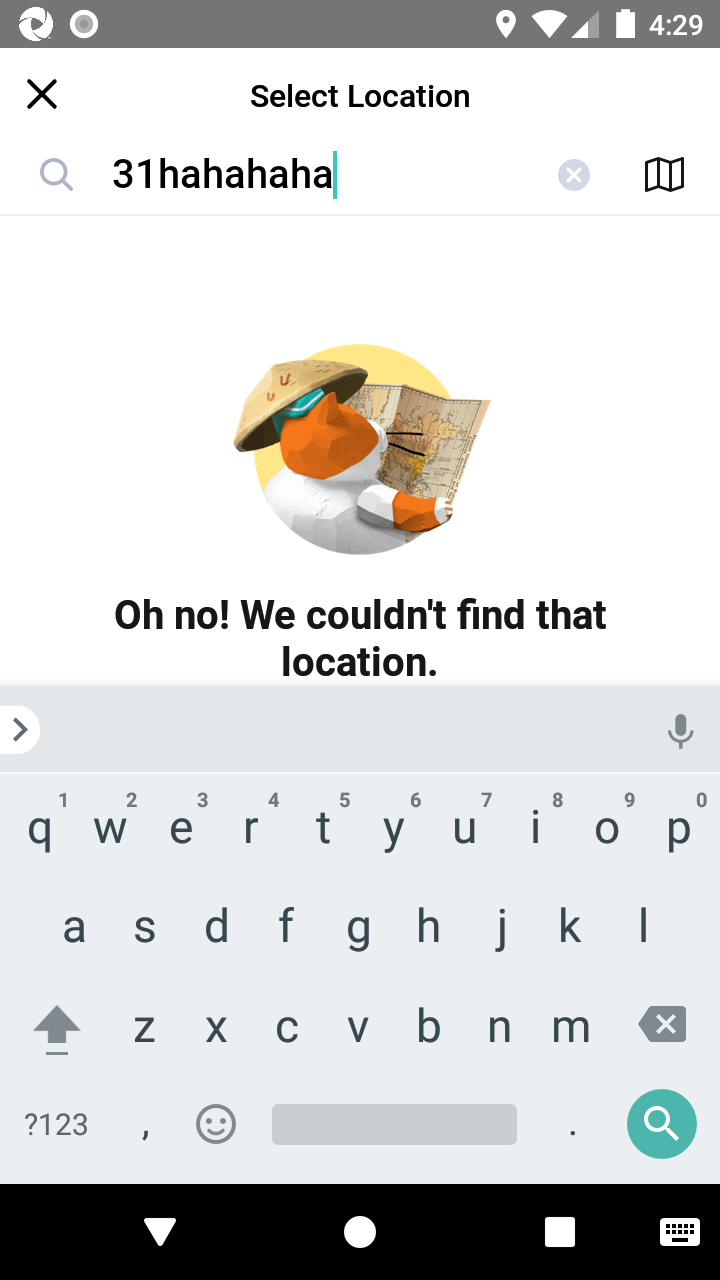 4:29
Select Location
31hahahaha
Oh no! We couldn't find that
location.
1 2 3 4 5 6 7 8 9 0
q w e r t y u i o p
a s d f g h j k l
z x c v b n m
?123 , .